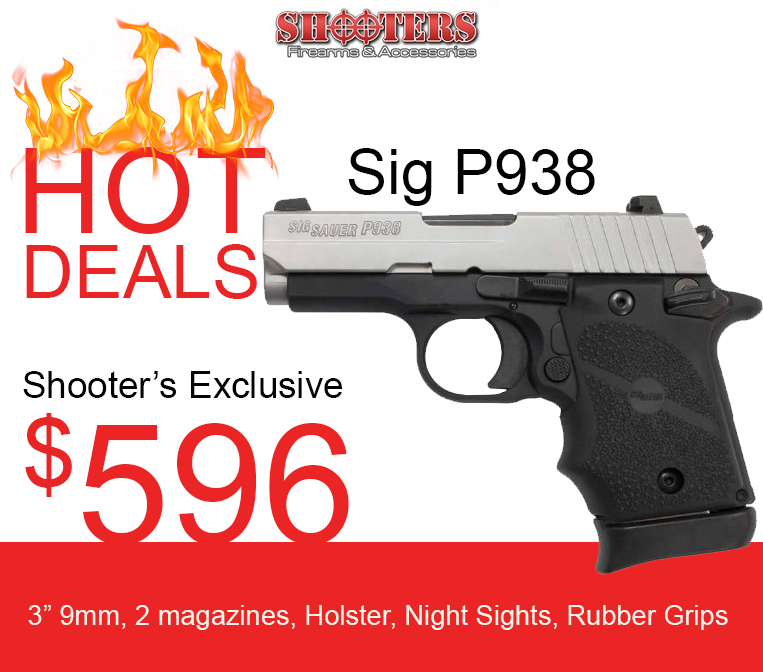 SHOOTERS
Firearms & Accessories
HOT
DEALS
Sig P938
SIG SAUER P938
Shooter’s Exclusive
$596
3” 9mm, 2 magazines, Holster, Night Sights, Rubber Grips